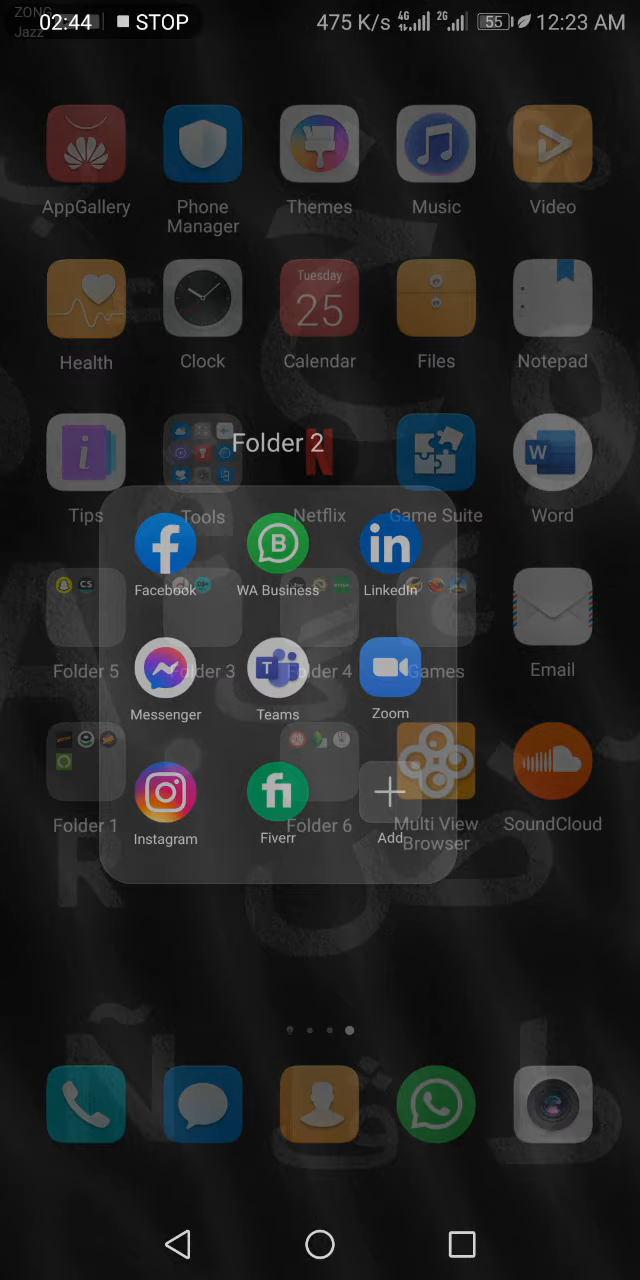 ZONG
Jazz
02:44 STOP
475 K/s 4G 2G 55 12:23 AM
AppGallery
Phone Manager
Themes
Music
Video
Health
Clock
Tuesday
25
Calendar
Files
Notepad
Folder 2
Tips
Tools
Netflix
Game Suite
W
Word
Facebook
B
WA Business
in
LinkedIn
CS
Folder 5
Folder 3
Folder 4
Games
Email
Messenger
T
Teams
Zoom
Instagram
fi
Fiverr
Add
Folder 1
Folder 6
Multi View
Browser
SoundCloud